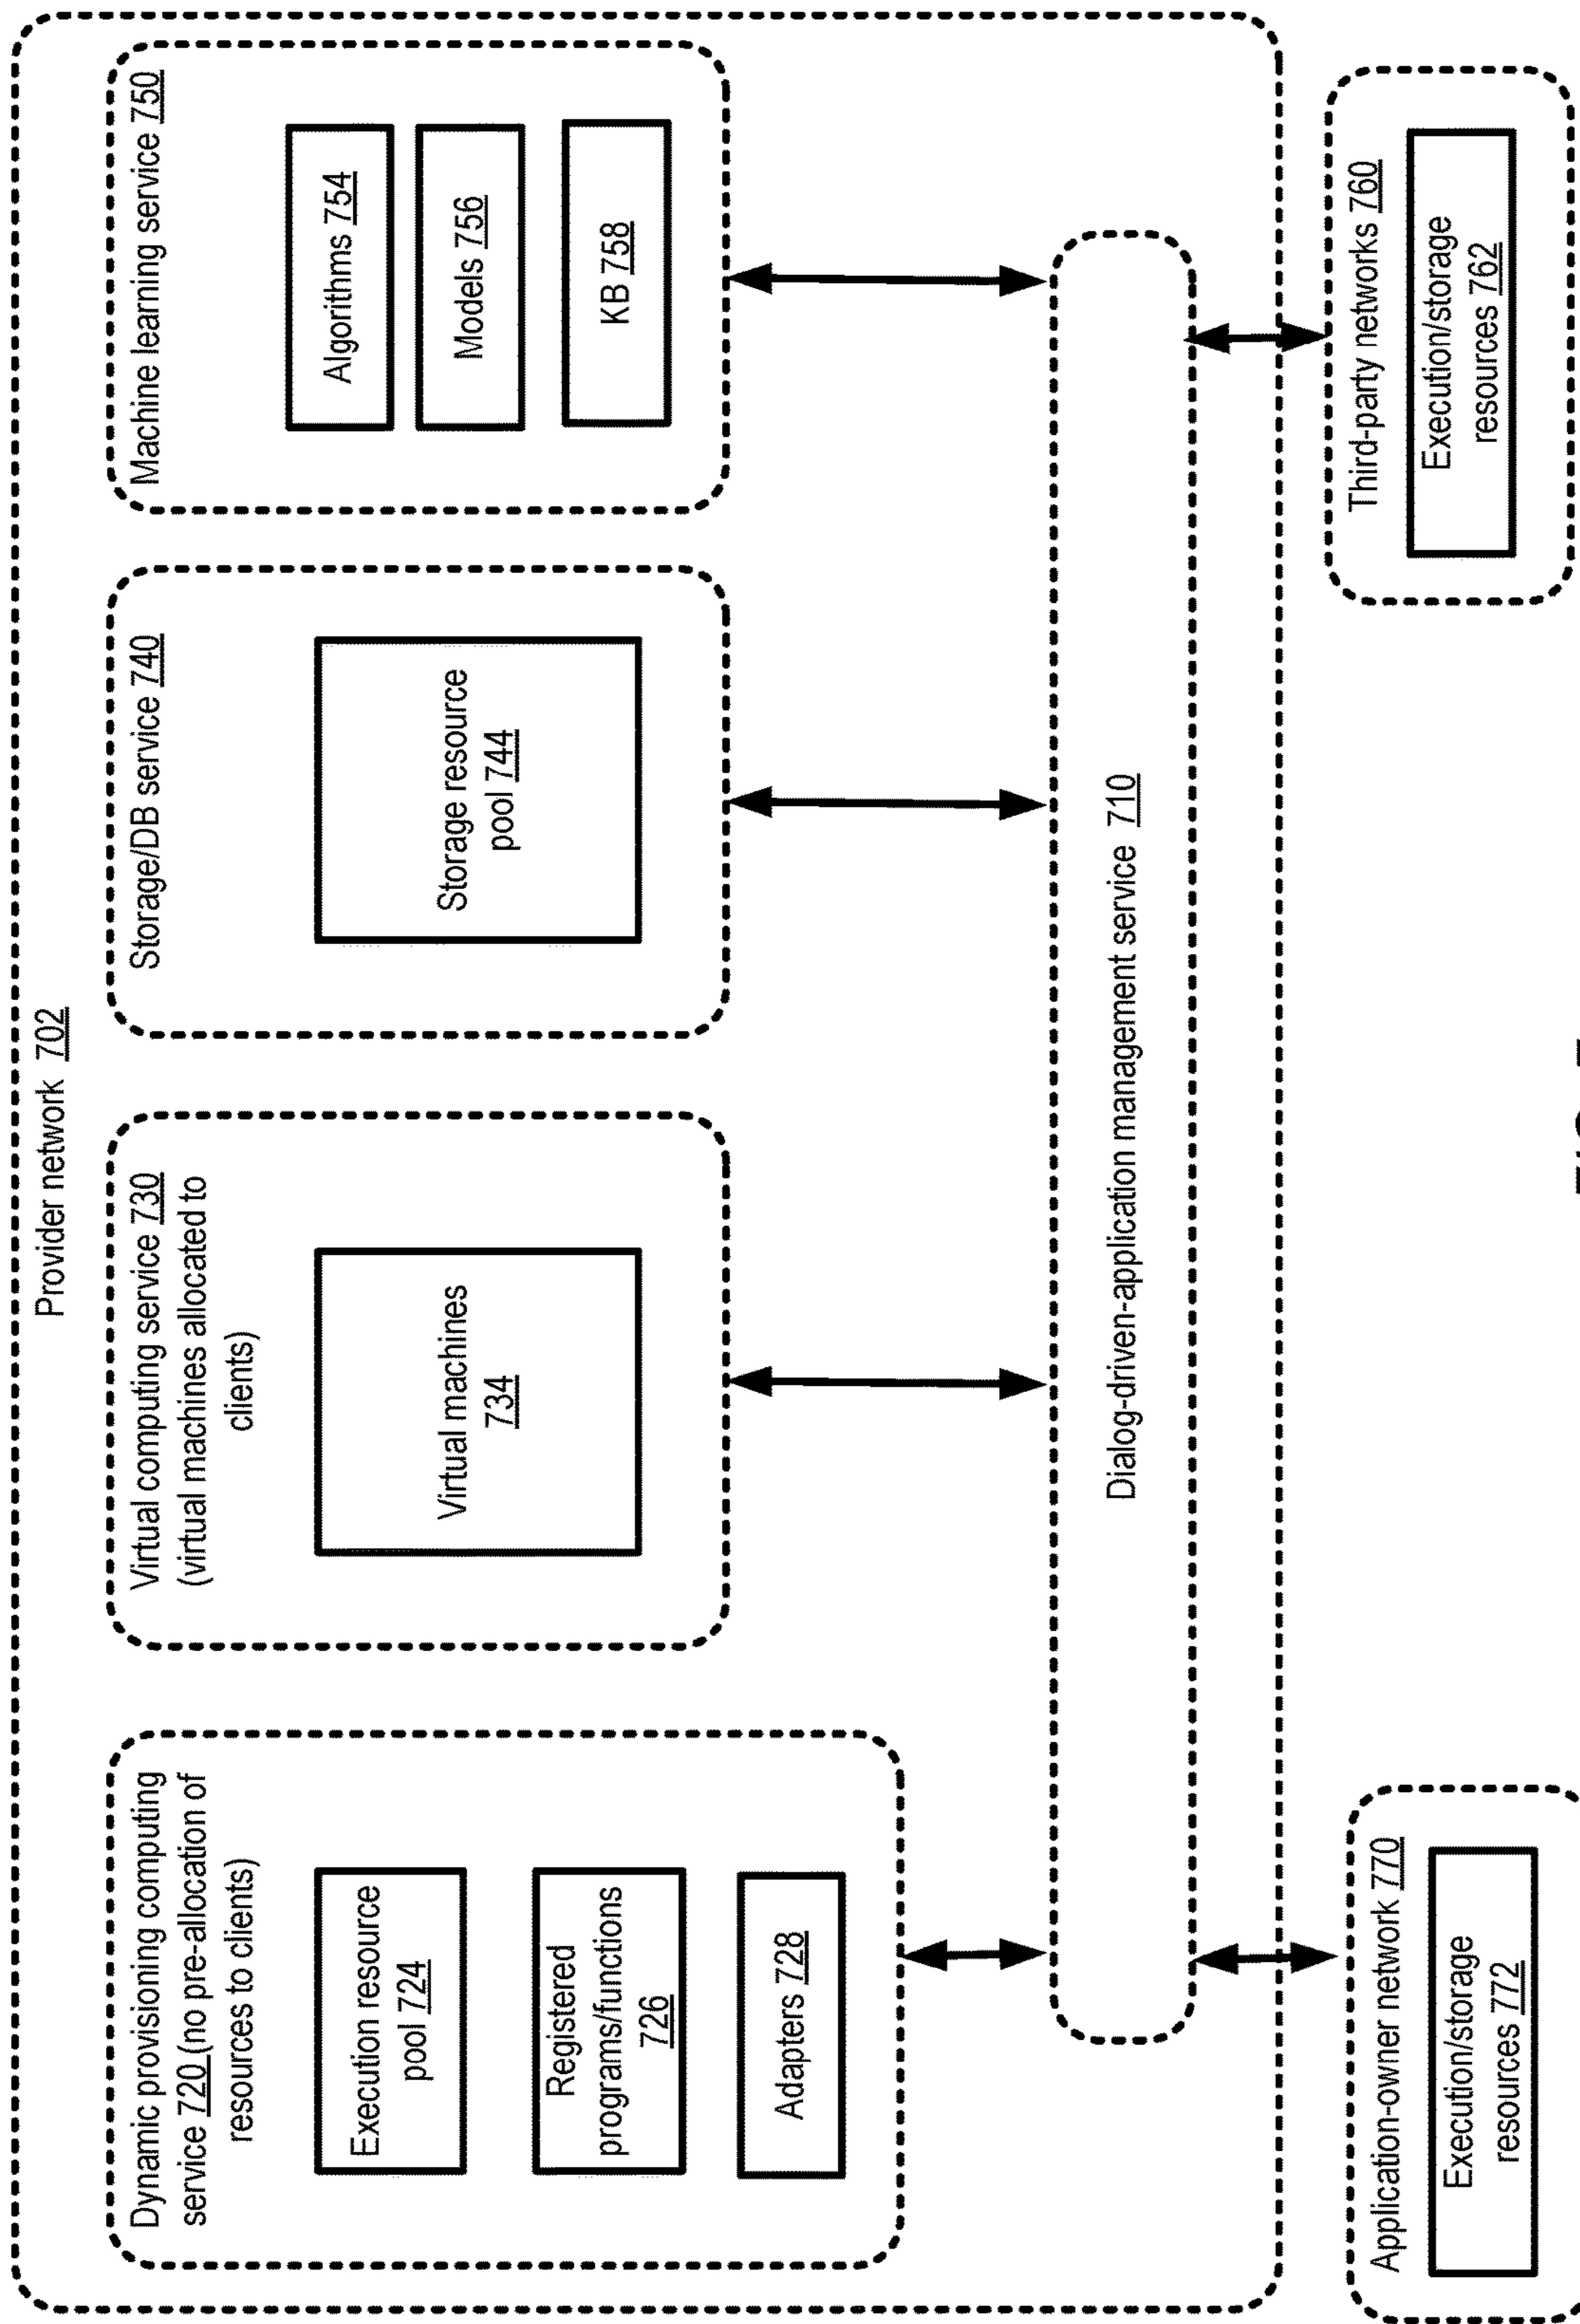 Provider network 702
Dynamic provisioning computing
service 720 (no pre-allocation of
resources to clients)
Execution resource
pool 724
Registered
programs/functions
726
Adapters 728
Virtual computing service 730
(virtual machines allocated to
clients)
Virtual machines
734
Storage/DB service 740
Storage resource
pool 744
Machine learning service 750
Algorithms 754
Models 756
KB 758
Dialog-driven-application management service 710
Application-owner network 770
Execution/storage
resources 772
Third-party networks 760
Execution/storage
resources 762